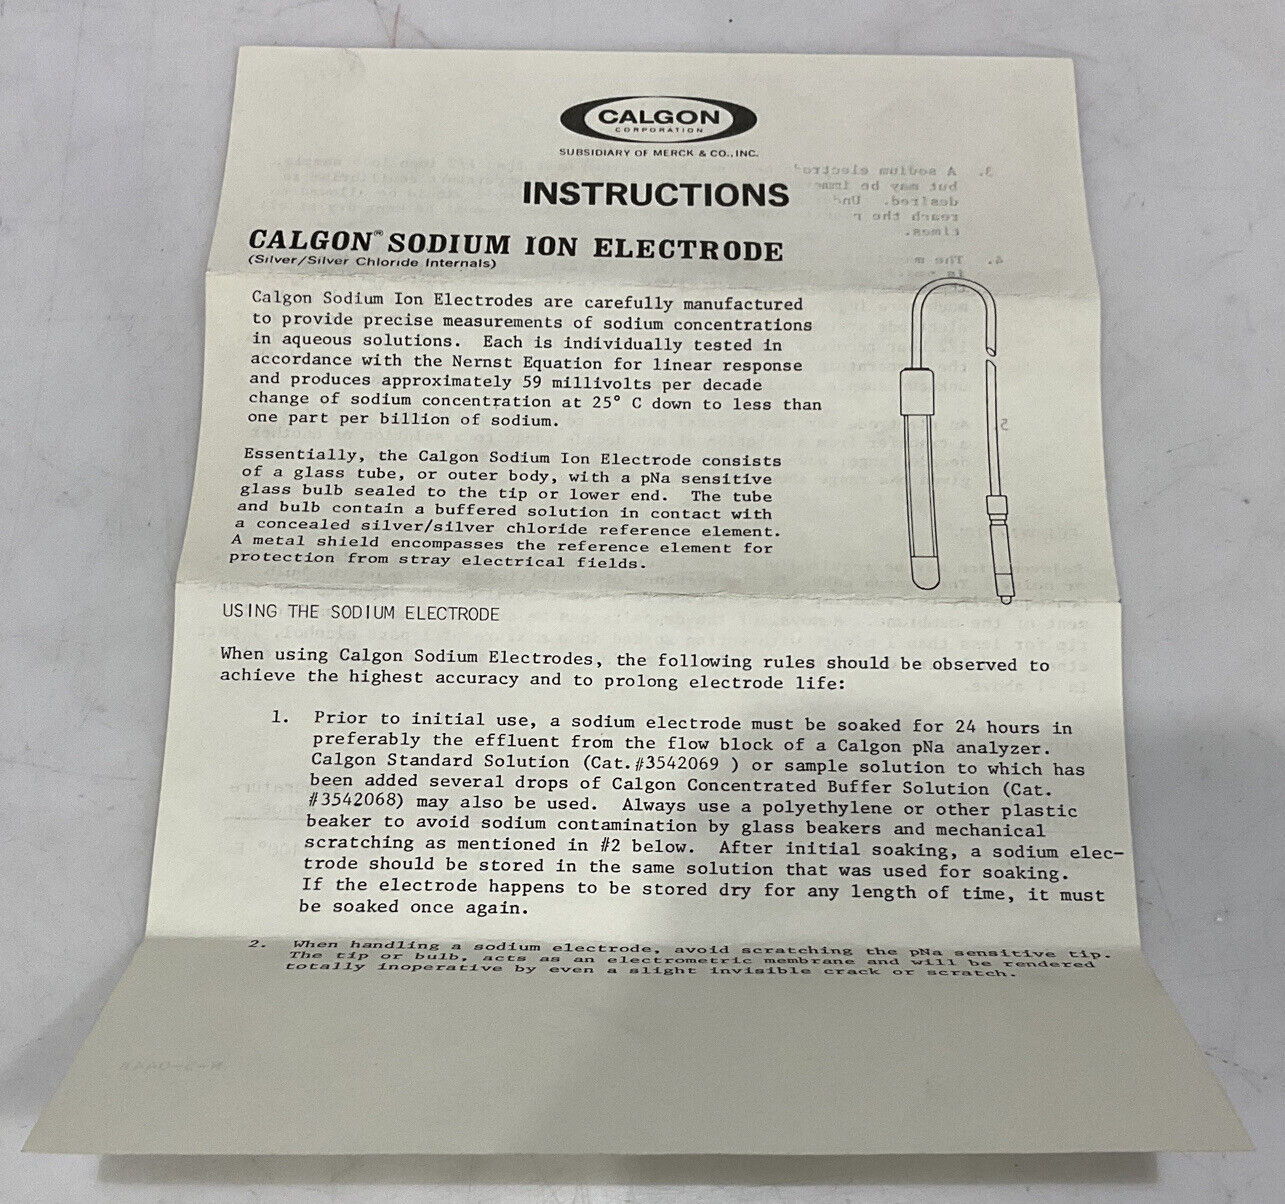 CALGON
CORPORATION
SUBSIDIARY OF MERCK & CO., INC.
INSTRUCTIONS
CALGON® SODIUM ION ELECTRODE
(Silver/Silver Chloride Internals)
Calgon Sodium Ion Electrodes are carefully manufactured
to provide precise measurements of sodium concentrations
in aqueous solutions. Each is individually tested in
accordance with the Nernst Equation for linear response
and produces approximately 59 millivolts per decade
change of sodium concentration at 25° C down to less than
one part per billion of sodium.
Essentially, the Calgon Sodium Ion Electrode consists
of a glass tube, or outer body, with a pNa sensitive
glass bulb sealed to the tip or lower end. The tube
and bulb contain a buffered solution in contact with
a concealed silver/silver chloride reference element.
A metal shield encompasses the reference element for
protection from stray electrical fields.
USING THE SODIUM ELECTRODE
When using Calgon Sodium Electrodes, the following rules should be observed to
achieve the highest accuracy and to prolong electrode life:
1. Prior to initial use, a sodium electrode must be soaked for 24 hours in
preferably the effluent from the flow block of a Calgon pNa analyzer.
Calgon Standard Solution (Cat.#3542069 ) or sample solution to which has
been added several drops of Calgon Concentrated Buffer Solution (Cat.
#3542068) may also be used. Always use a polyethylene or other plastic
beaker to avoid sodium contamination by glass beakers and mechanical
scratching as mentioned in #2 below. After initial soaking, a sodium elec-
trode should be stored in the same solution that was used for soaking.
If the electrode happens to be stored dry for any length of time, it must
be soaked once again.
2. When handling a sodium electrode, avoid scratching the pNa sensitive tip.
The tip or bulb, acts as an electrometric membrane and will be rendered
totally inoperative by even a slight invisible crack or scratch.